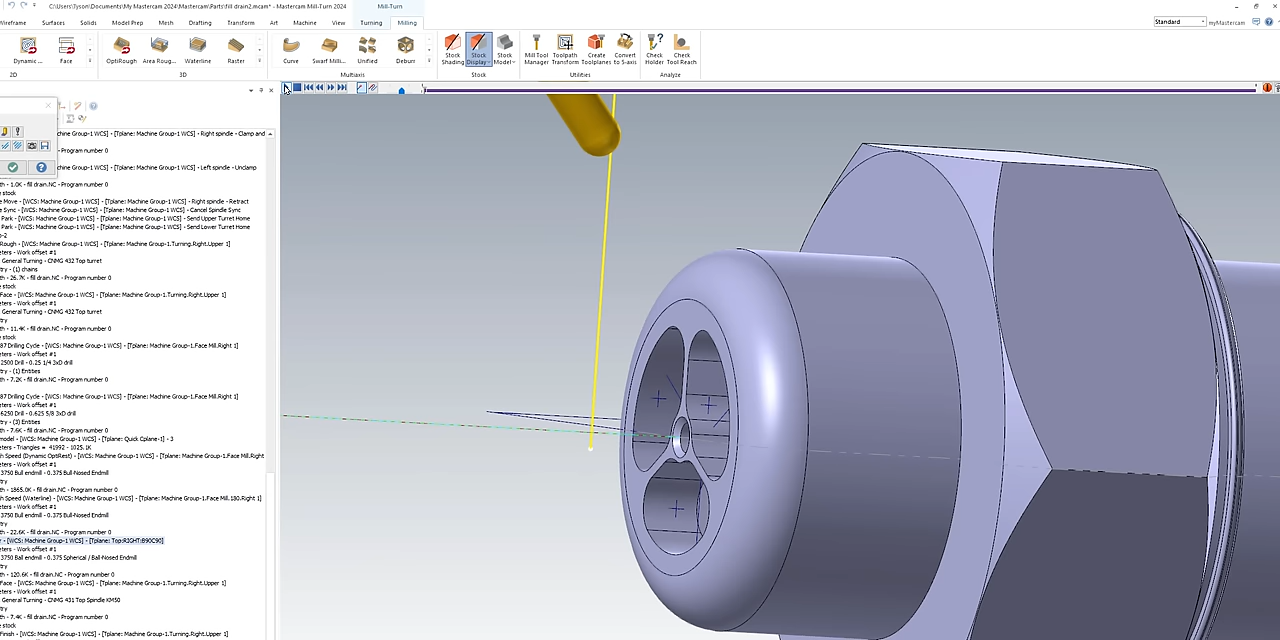 C:\Users\Tyson\Documents\My Mastercam 2024\Mastercam\Parts\fill-drain2.mcam* - Mastercam Mill-Turn 2024
Mill-Turn
Wireframe Surfaces Solids Model Prep Mesh Drafting Transform Art Machine View Turning Milling
Standard
myMastercam
Dynamic ... Face OptiRough Area Roug... Waterline Raster Curve Swarf Milli... Unified Deburr Stock Shading Stock Display Stock Model Mill Tool Manager Toolpath Transform Create Toolplanes Convert to 5-axis Check Holder Check Tool Reach
2D 3D Multiaxis Stock Utilities Analyze
chine Group-1 WCS] - [Tplane: Machine Group-1 WCS] - Right spindle - Clamp and
- Program number 0
chine Group-1 WCS] - [Tplane: Machine Group-1 WCS] - Left spindle - Unclamp
th - 1.0K - fill drain.NC - Program number 0
e stock
e Move - [WCS: Machine Group-1 WCS] - [Tplane: Machine Group-1 WCS] - Right spindle - Retract
e Sync - [WCS: Machine Group-1 WCS] - [Tplane: Machine Group-1 WCS] - Cancel Spindle Sync
Park - [WCS: Machine Group-1 WCS] - [Tplane: Machine Group-1 WCS] - Send Upper Turret Home
Park - [WCS: Machine Group-1 WCS] - [Tplane: Machine Group-1 WCS] - Send Lower Turret Home
p-2
Rough - [WCS: Machine Group-1 WCS] - [Tplane: Machine Group-1.Turning.Right.Upper 1]
eters - Work offset #1
General Turning - CNMG 432 Top turret
try - (1) chains
th - 26.7K - fill drain.NC - Program number 0
e stock
Face - [WCS: Machine Group-1 WCS] - [Tplane: Machine Group-1.Turning.Right.Upper 1]
eters - Work offset #1
General Turning - CNMG 432 Top turret
try
th - 11.4K - fill drain.NC - Program number 0
e stock
87 Drilling Cycle - [WCS: Machine Group-1 WCS] - [Tplane: Machine Group-1.Face Mill.Right 1]
eters - Work offset #1
2500 Drill - 0.25 1/4 3xD drill
try - (1) Entities
th - 7.2K - fill drain.NC - Program number 0
87 Drilling Cycle - [WCS: Machine Group-1 WCS] - [Tplane: Machine Group-1.Face Mill.Right 1]
eters - Work offset #1
6250 Drill - 0.625 5/8 3xD drill
try - (3) Entities
th - 7.6K - fill drain.NC - Program number 0
model - [WCS: Machine Group-1 WCS] - [Tplane: Quick Cplane-1] - 3
eters - Triangles = 41992 - 1025.1K
h Speed (Dynamic OptiRest) - [WCS: Machine Group-1 WCS] - [Tplane: Machine Group-1.Face Mill.Right
eters - Work offset #1
3750 Bull endmill - 0.375 Bull-Nosed Endmill
try
th - 1865.0K - fill drain.NC - Program number 0
h Speed (Waterline) - [WCS: Machine Group-1 WCS] - [Tplane: Machine Group-1.Face Mill.180.Right 1]
eters - Work offset #1
3750 Bull endmill - 0.375 Bull-Nosed Endmill
try
th - 22.6K - fill drain.NC - Program number 0
- [WCS: Machine Group-1 WCS] - [Tplane: Top:RIGHT:B90C90]
eters - Work offset #1
3750 Ball endmill - 0.375 Spherical / Ball-Nosed Endmill
try
th - 120.6K - fill drain.NC - Program number 0
Face - [WCS: Machine Group-1 WCS] - [Tplane: Machine Group-1.Turning.Right.Upper 1]
eters - Work offset #1
General Turning - CNMG 431 Top Spindle KM50
try
th - 7.4K - fill drain.NC - Program number 0
e stock
Finish - [WCS: Machine Group-1 WCS] - [Tplane: Machine Group-1.Turning.Right.Upper 1]